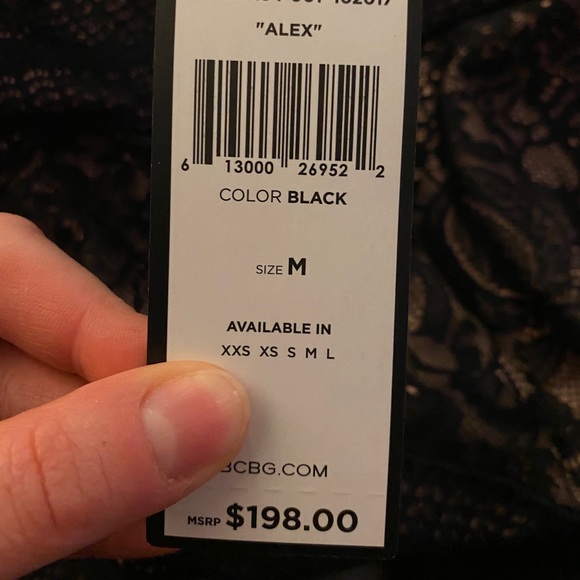 "ALEX"
6 13000 26952 2
COLOR BLACK
SIZE M
AVAILABLE IN
XXS XS S M L
BCBG.COM
MSRP $198.00